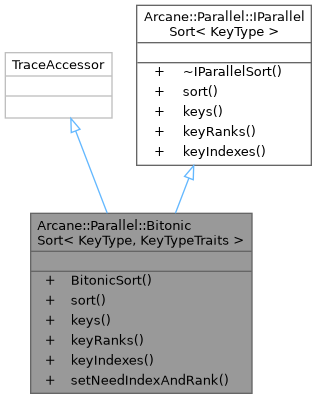 Arcane::Parallel::IParallel
Sort< KeyType >
+ ~IParallelSort()
+ sort()
+ keys()
+ keyRanks()
+ keyIndexes()
TraceAccessor
Arcane::Parallel::Bitonic
Sort< KeyType, KeyTypeTraits >
+ BitonicSort()
+ sort()
+ keys()
+ keyRanks()
+ keyIndexes()
+ setNeedIndexAndRank()